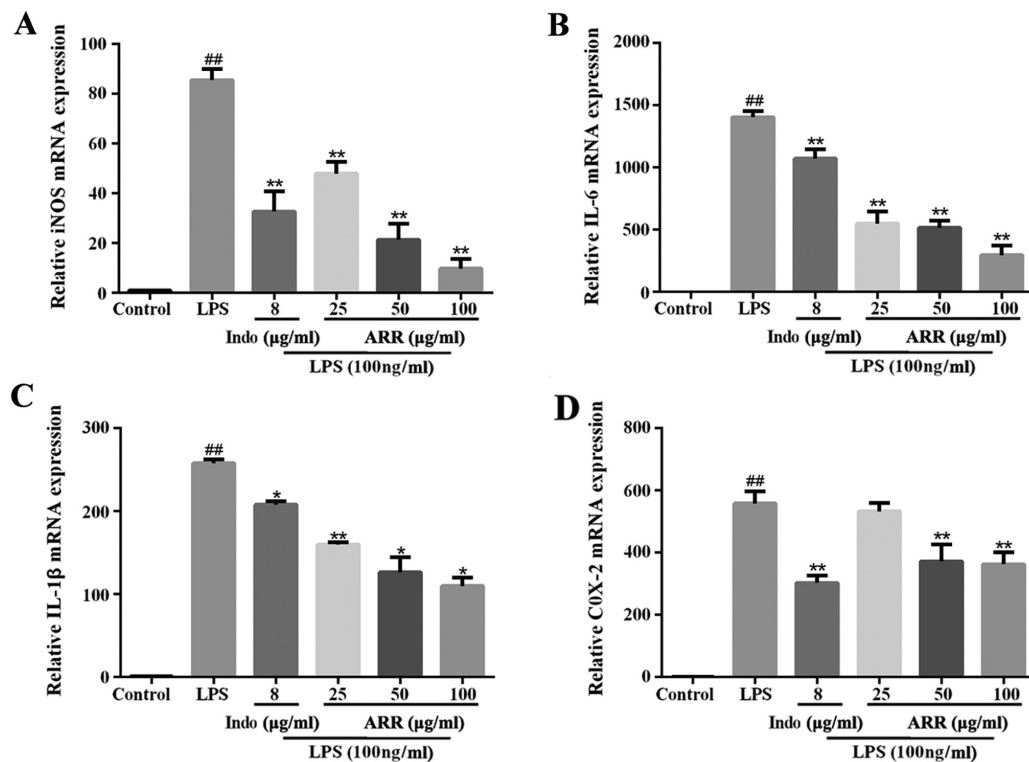 A
Relative iNOS mRNA expression
100
80
60
40
20
0
##
**
**
**
**
Control LPS 8 25 50 100
Indo (µg/ml) ARR (µg/ml)
LPS (100ng/ml)
B
Relative IL-6 mRNA expression
2000
1500
1000
500
0
##
**
**
**
**
Control LPS 8 25 50 100
Indo (µg/ml) ARR (µg/ml)
LPS (100ng/ml)
C
Relative IL-1β mRNA expression
300
200
100
0
##
*
**
*
*
Control LPS 8 25 50 100
Indo (µg/ml) ARR (µg/ml)
LPS (100ng/ml)
D
Relative C0X-2 mRNA expression
800
600
400
200
0
##
**
**
**
Control LPS 8 25 50 100
Indo (µg/ml) ARR (µg/ml)
LPS (100ng/ml)